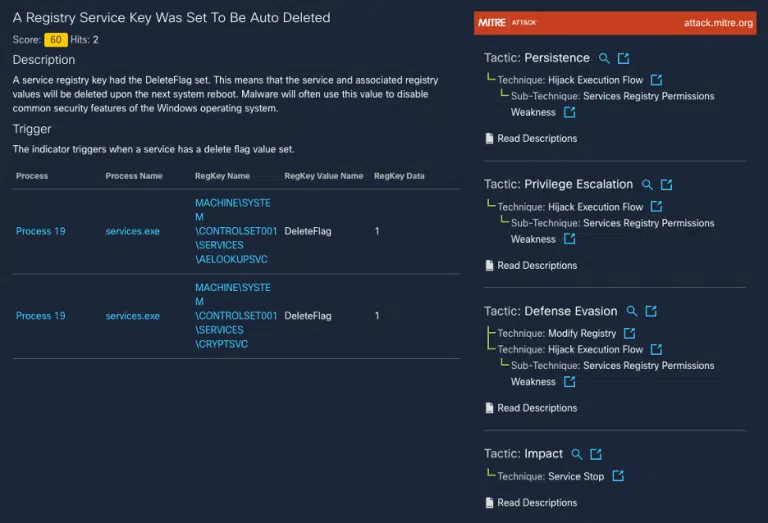 A Registry Service Key Was Set To Be Auto Deleted
Score: 60 Hits: 2
Description
A service registry key had the DeleteFlag set. This means that the service and associated registry
values will be deleted upon the next system reboot. Malware will often use this value to disable
common security features of the Windows operating system.
Trigger
The indicator triggers when a service has a delete flag value set.
Process Process Name RegKey Name RegKey Value Name RegKey Data
MACHINE\SYSTE
M
Process 19 services.exe \CONTROLSET001 DeleteFlag 1
\SERVICES
\AELOOKUPSVC
MACHINE\SYSTE
M
Process 19 services.exe \CONTROLSET001 DeleteFlag 1
\SERVICES
\CRYPTSVC
MITRE ATT&CK attack.mitre.org
Tactic: Persistence
Technique: Hijack Execution Flow
Sub-Technique: Services Registry Permissions
Weakness
Read Descriptions
Tactic: Privilege Escalation
Technique: Hijack Execution Flow
Sub-Technique: Services Registry Permissions
Weakness
Read Descriptions
Tactic: Defense Evasion
Technique: Modify Registry
Technique: Hijack Execution Flow
Sub-Technique: Services Registry Permissions
Weakness
Read Descriptions
Tactic: Impact
Technique: Service Stop
Read Descriptions